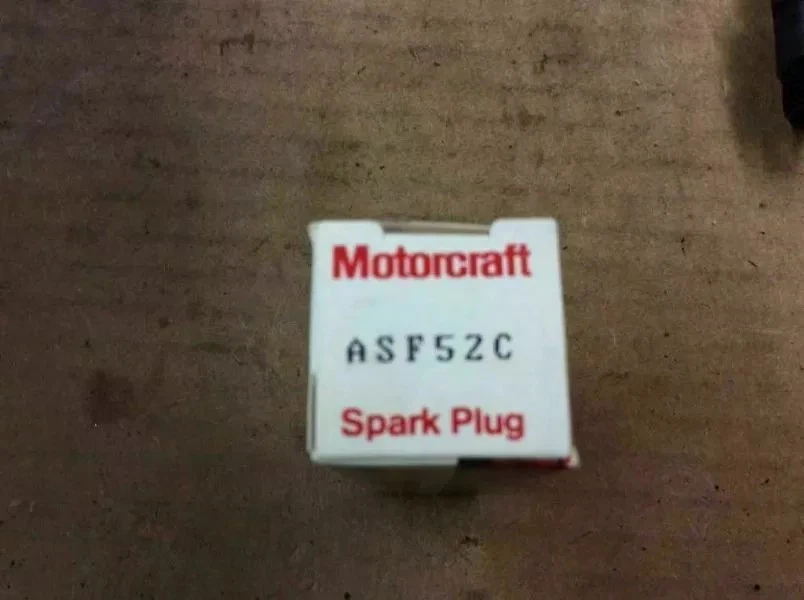 Motorcraft
ASF52C
Spark Plug